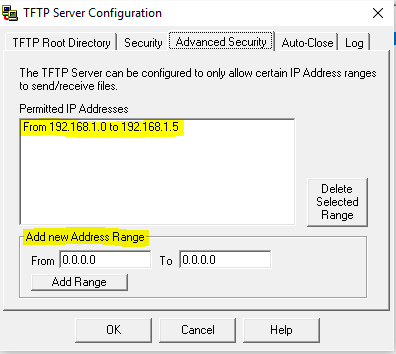 TFTP Server Configuration
TFTP Root Directory Security Advanced Security Auto-Close Log
The TFTP Server can be configured to only allow certain IP Address ranges
to send/receive files.
Permitted IP Addresses
From 192.168.1.0 to 192.168.1.5
Delete
Selected
Range
Add new Address Range
From 0.0.0.0 To 0.0.0.0
Add Range
OK Cancel Help